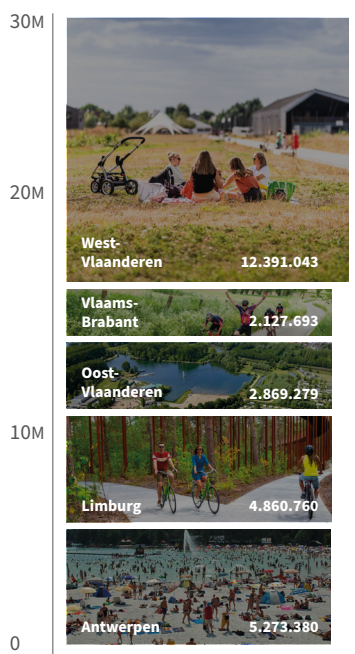 30M
20M
West-
Vlaanderen 12.391.043
Vlaams-
Brabant 2.127.693
Oost-
Vlaanderen 2.869.279
10M
Limburg 4.860.760
Antwerpen 5.273.380
0